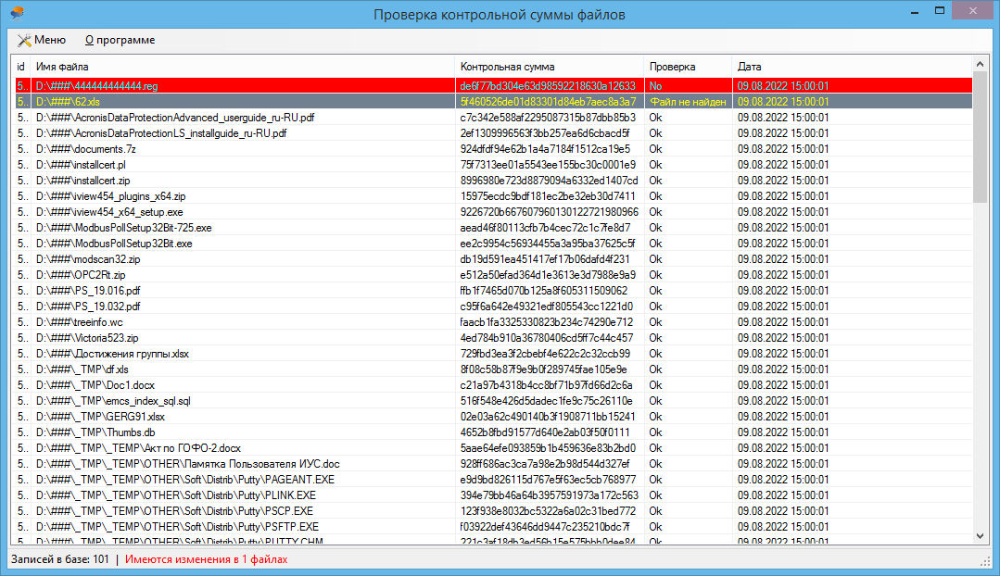 Проверка контрольной суммы файлов
Меню О программе
id Имя файла Контрольная сумма Проверка Дата
5.. D:\###\444444444444.reg de6f77bd304e63d98592218630a12633 No 09.08.2022 15:00:01
5.. D:\###\62.xls 5f460526de01d83301d84eb7aec8a3a7 Файл не найден 09.08.2022 15:00:01
5.. D:\###\AcronisDataProtectionAdvanced_userguide_ru-RU.pdf c7c342e588af2295087315b87dbb85b3 Ok 09.08.2022 15:00:01
5.. D:\###\AcronisDataProtectionLS_installguide_ru-RU.pdf 2ef1309996563f3bb257ea6d6cbacd5f Ok 09.08.2022 15:00:01
5.. D:\###\documents.7z 924dfdf94e62b1a4a7184f1512ca19e5 Ok 09.08.2022 15:00:01
5.. D:\###\installcert.pl 75f7313ee01a5543ee155bc30c0001e9 Ok 09.08.2022 15:00:01
5.. D:\###\installcert.zip 8996980e723d8879094a6332ed1407cd Ok 09.08.2022 15:00:01
5.. D:\###\iview454_plugins_x64.zip 15975ecdc9bdf181ec2be32eb30d7411 Ok 09.08.2022 15:00:01
5.. D:\###\iview454_x64_setup.exe 9226720b667607960130122721980966 Ok 09.08.2022 15:00:01
5.. D:\###\ModbusPollSetup32Bit-725.exe aead46f80113cfb7b4cec72c1c7fe8d7 Ok 09.08.2022 15:00:01
5.. D:\###\ModbusPollSetup32Bit.exe ee2c9954c56934455a3a95ba37625c5f Ok 09.08.2022 15:00:01
5.. D:\###\modscan32.zip db19d591ea451417ef17b06dafd4f231 Ok 09.08.2022 15:00:01
5.. D:\###\OPC2Rt.zip e512a50efad364d1e3613e3d7988e9a9 Ok 09.08.2022 15:00:01
5.. D:\###\PS_19.016.pdf ffb1f7465d070b125a8f605311509062 Ok 09.08.2022 15:00:01
5.. D:\###\PS_19.032.pdf c95f6a642e49321edf805543cc1221d0 Ok 09.08.2022 15:00:01
5.. D:\###\treeinfo.wc faacb1fa3325330823b234c74290e712 Ok 09.08.2022 15:00:01
5.. D:\###\Victoria523.zip 4ed784b910a36780406cd5ff7c44c457 Ok 09.08.2022 15:00:01
5.. D:\###\Достижения группы.xlsx 729fbd3ea3f2cbebf4e622c2c32ccb99 Ok 09.08.2022 15:00:01
5.. D:\###\_TMP\df.xls 8f08c58b87f9e9b0f289745fae105e9e Ok 09.08.2022 15:00:01
5.. D:\###\_TMP\Doc1.docx c21a97b4318b4cc8bf71b97fd66d2c6a Ok 09.08.2022 15:00:01
5.. D:\###\_TMP\emcs_index_sql.sql 516f548e426d5dadec1fe9c75c26110e Ok 09.08.2022 15:00:01
5.. D:\###\_TMP\GERG91.xlsx 02e03a62c490140b3f1908711bb15241 Ok 09.08.2022 15:00:01
5.. D:\###\_TMP\Thumbs.db 4652b8fbd91577d640e2ab03f50f0111 Ok 09.08.2022 15:00:01
5.. D:\###\_TMP\_TEMP\Акт по ГОФО-2.docx 5aae64efe093859b1b459636e83b2bd0 Ok 09.08.2022 15:00:01
5.. D:\###\_TMP\_TEMP\OTHER\Памятка Пользователя ИУС.doc 928ff686ac3ca7a98e2b98d544d327ef Ok 09.08.2022 15:00:01
5.. D:\###\_TMP\_TEMP\OTHER\Soft\Distrib\Putty\PAGEANT.EXE e9d9bd826115d767e5f63ec5cb768977 Ok 09.08.2022 15:00:01
5.. D:\###\_TMP\_TEMP\OTHER\Soft\Distrib\Putty\PLINK.EXE 394e79bb46a64b3957591973a172c563 Ok 09.08.2022 15:00:01
5.. D:\###\_TMP\_TEMP\OTHER\Soft\Distrib\Putty\PSCP.EXE 123f938e8032bc5322a6a02c31bed772 Ok 09.08.2022 15:00:01
5.. D:\###\_TMP\_TEMP\OTHER\Soft\Distrib\Putty\PSFTP.EXE f03922def43646dd9447c235210bdc7f Ok 09.08.2022 15:00:01
5.. D:\###\_TMP\_TEMP\OTHER\Soft\Distrib\Putty\PUTTY.CHM 221c3af18db3ed56b15e575bbb0dee84 Ok 09.08.2022 15:00:01
Записей в базе: 101 | Имеются изменения в 1 файлах